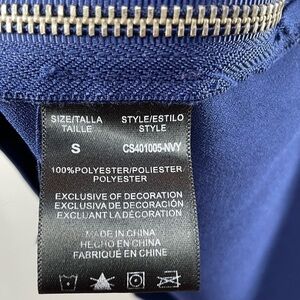 SIZE/TALLA STYLE/ESTILO
TAILLE STYLE
S CS401005-NVY
100%POLYESTER/POLIESTER
POLYESTER
EXCLUSIVE OF DECORATION
EXCLUSIVA DE DECORACIÓN
EXCLUANT LA DÉCORATION
MADE IN CHINA
HECHO EN CHINA
FABRIQUÉ EN CHINE